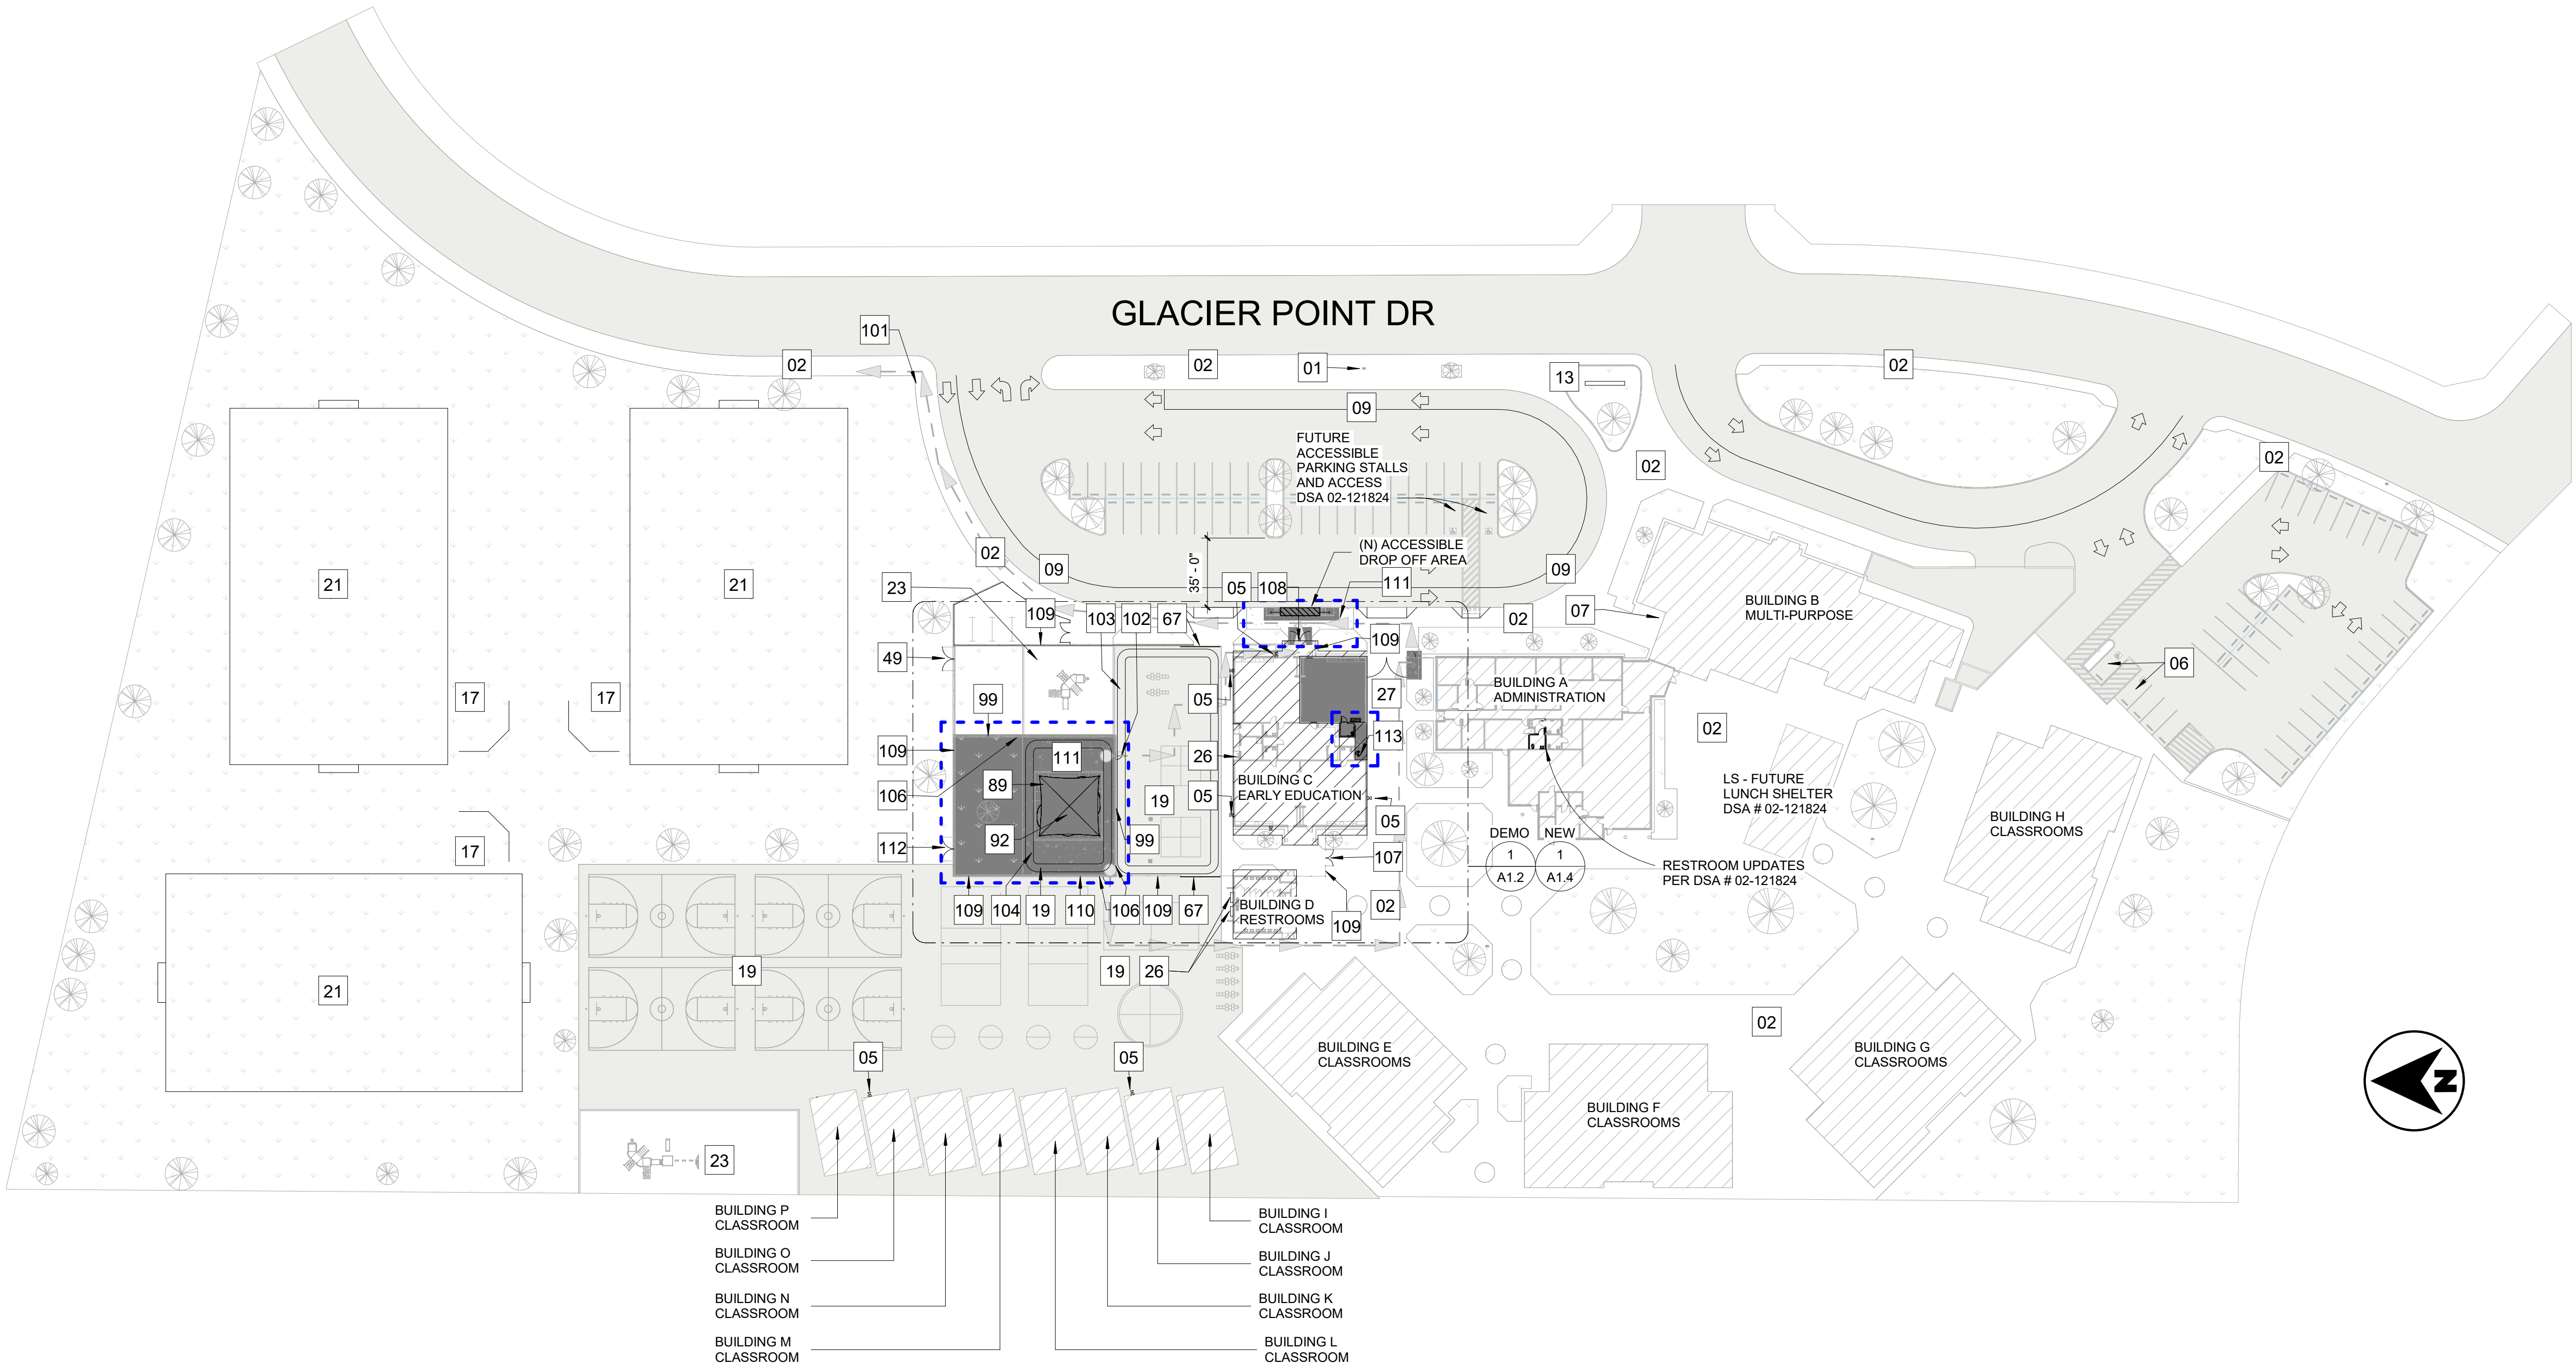 GLACIER POINT DR
101
02
02
01
13
02
09
02
02
FUTURE
ACCESSIBLE
PARKING STALLS
AND ACCESS
DSA 02-121824
35' - 0"
(N) ACCESSIBLE
DROP OFF AREA
02
09
09
21
21
23
05
108
111
109
103
102
67
07
02
BUILDING B
MULTI-PURPOSE
109
49
06
17
17
99
05
27
BUILDING A
ADMINISTRATION
02
109
111
26
113
106
89
19
05
BUILDING C
EARLY EDUCATION
LS - FUTURE
LUNCH SHELTER
DSA # 02-121824
BUILDING H
CLASSROOMS
05
17
112
92
99
107
DEMO
NEW
1
A1.2
1
A1.4
RESTROOM UPDATES
PER DSA # 02-121824
109
104
19
110
106
109
67
BUILDING D
RESTROOMS
02
109
21
19
19
26
02
05
05
BUILDING E
CLASSROOMS
BUILDING F
CLASSROOMS
BUILDING G
CLASSROOMS
N
23
BUILDING P
CLASSROOM
BUILDING O
CLASSROOM
BUILDING N
CLASSROOM
BUILDING M
CLASSROOM
BUILDING I
CLASSROOM
BUILDING J
CLASSROOM
BUILDING K
CLASSROOM
BUILDING L
CLASSROOM